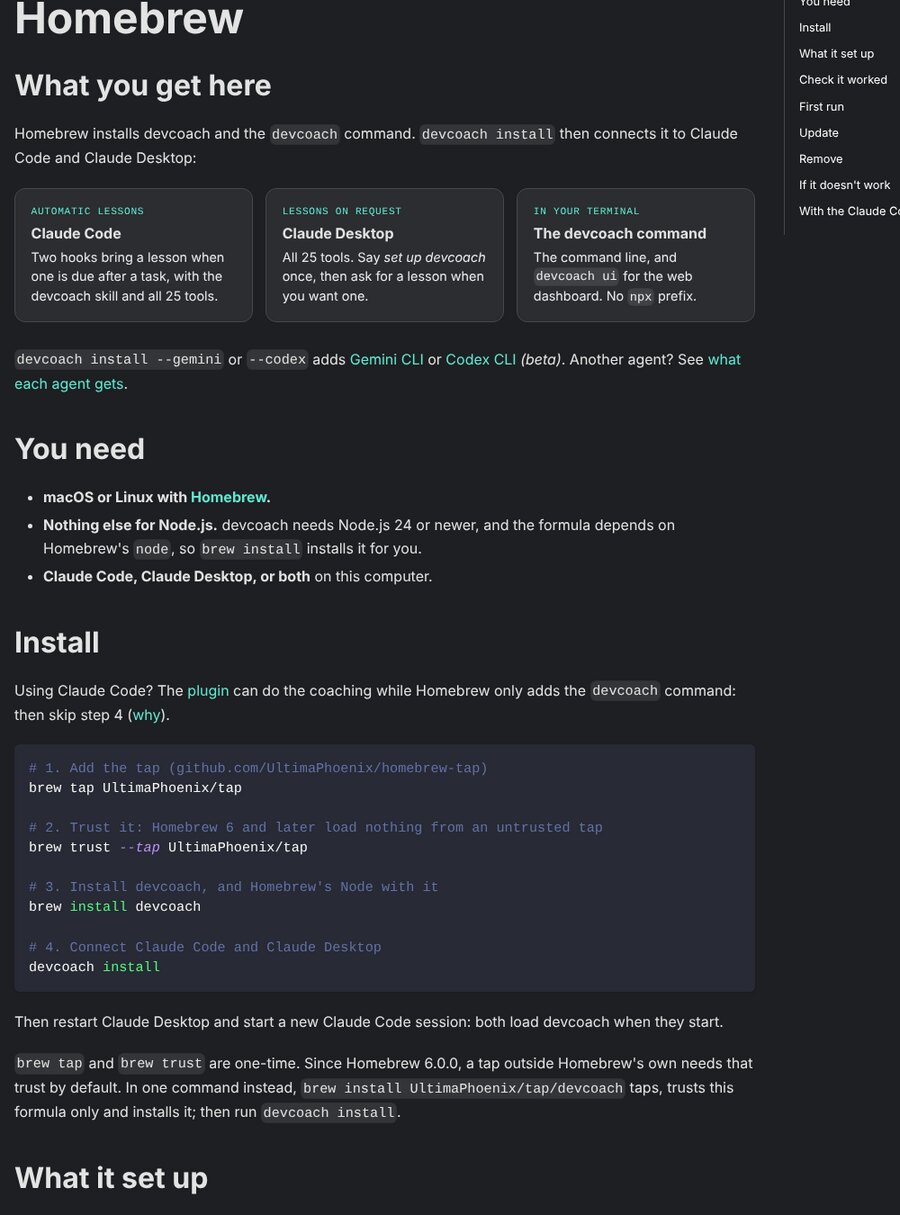 Homebrew
What you get here
Homebrew installs devcoach and the devcoach command. devcoach install then connects it to Claude
Code and Claude Desktop:
AUTOMATIC LESSONS
Claude Code
Two hooks bring a lesson when
one is due after a task, with the
devcoach skill and all 25 tools.
LESSONS ON REQUEST
Claude Desktop
All 25 tools. Say set up devcoach
once, then ask for a lesson when
you want one.
IN YOUR TERMINAL
The devcoach command
The command line, and
devcoach ui for the web
dashboard. No npx prefix.
devcoach install --gemini or --codex adds Gemini CLI or Codex CLI (beta). Another agent? See what
each agent gets.
You need
• macOS or Linux with Homebrew.
• Nothing else for Node.js. devcoach needs Node.js 24 or newer, and the formula depends on
Homebrew's node, so brew install installs it for you.
• Claude Code, Claude Desktop, or both on this computer.
Install
Using Claude Code? The plugin can do the coaching while Homebrew only adds the devcoach command:
then skip step 4 (why).
# 1. Add the tap (github.com/UltimaPhoenix/homebrew-tap)
brew tap UltimaPhoenix/tap
# 2. Trust it: Homebrew 6 and later load nothing from an untrusted tap
brew trust --tap UltimaPhoenix/tap
# 3. Install devcoach, and Homebrew's Node with it
brew install devcoach
# 4. Connect Claude Code and Claude Desktop
devcoach install
Then restart Claude Desktop and start a new Claude Code session: both load devcoach when they start.
brew tap and brew trust are one-time. Since Homebrew 6.0.0, a tap outside Homebrew's own needs that
trust by default. In one command instead, brew install UltimaPhoenix/tap/devcoach taps, trusts this
formula only and installs it; then run devcoach install.
What it set up
You need
Install
What it set up
Check it worked
First run
Update
Remove
If it doesn't work
With the Claude Co